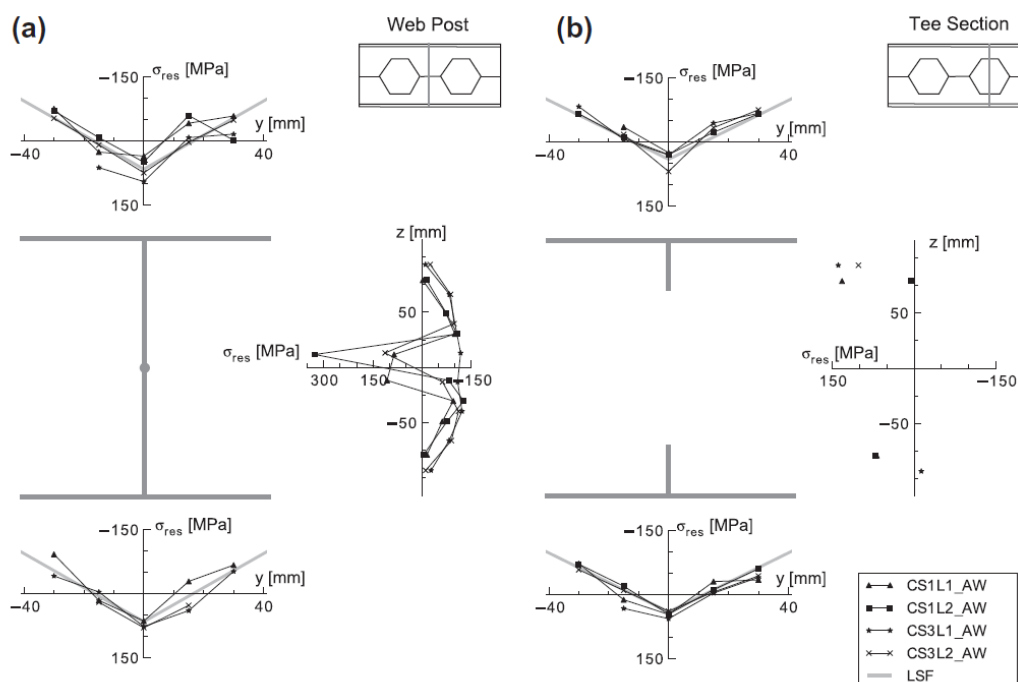 (a)
Web Post
−150 σres [MPa]
y [mm]
−40
40
150
z [mm]
50
σres [MPa]
300 150 −150
−50
−150 σres [MPa]
y [mm]
−40
40
150
(b)
Tee Section
−150 σres [MPa]
y [mm]
−40
40
150
z [mm]
50
σres [MPa]
150 −150
−50
−150 σres [MPa]
y [mm]
−40
40
150
CS1L1_AW
CS1L2_AW
CS3L1_AW
CS3L2_AW
LSF